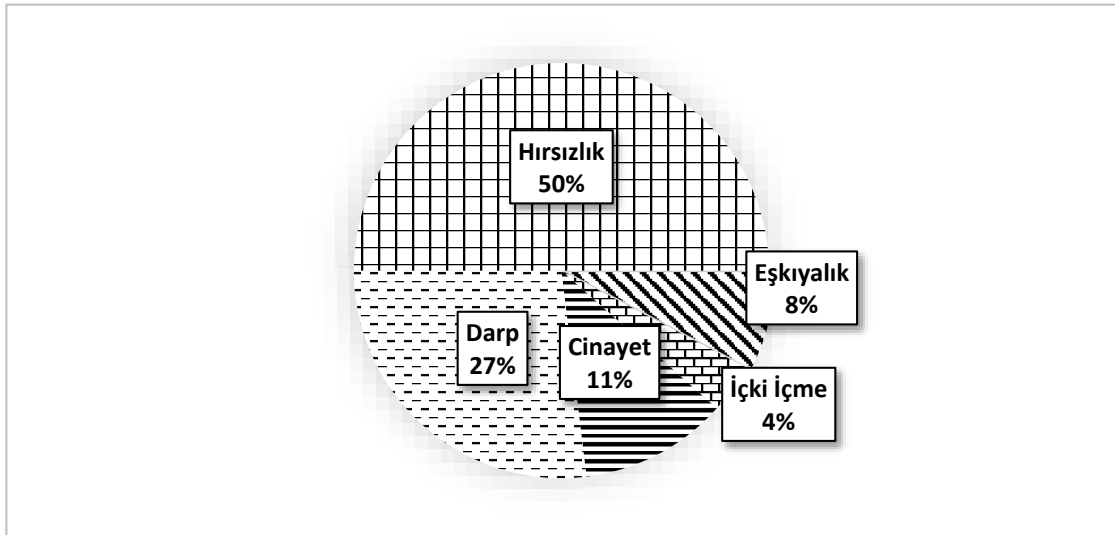 Hırsızlık
50%
Eşkıyalık
8%
Darp
27%
Cinayet
11%
İçki İçme
4%